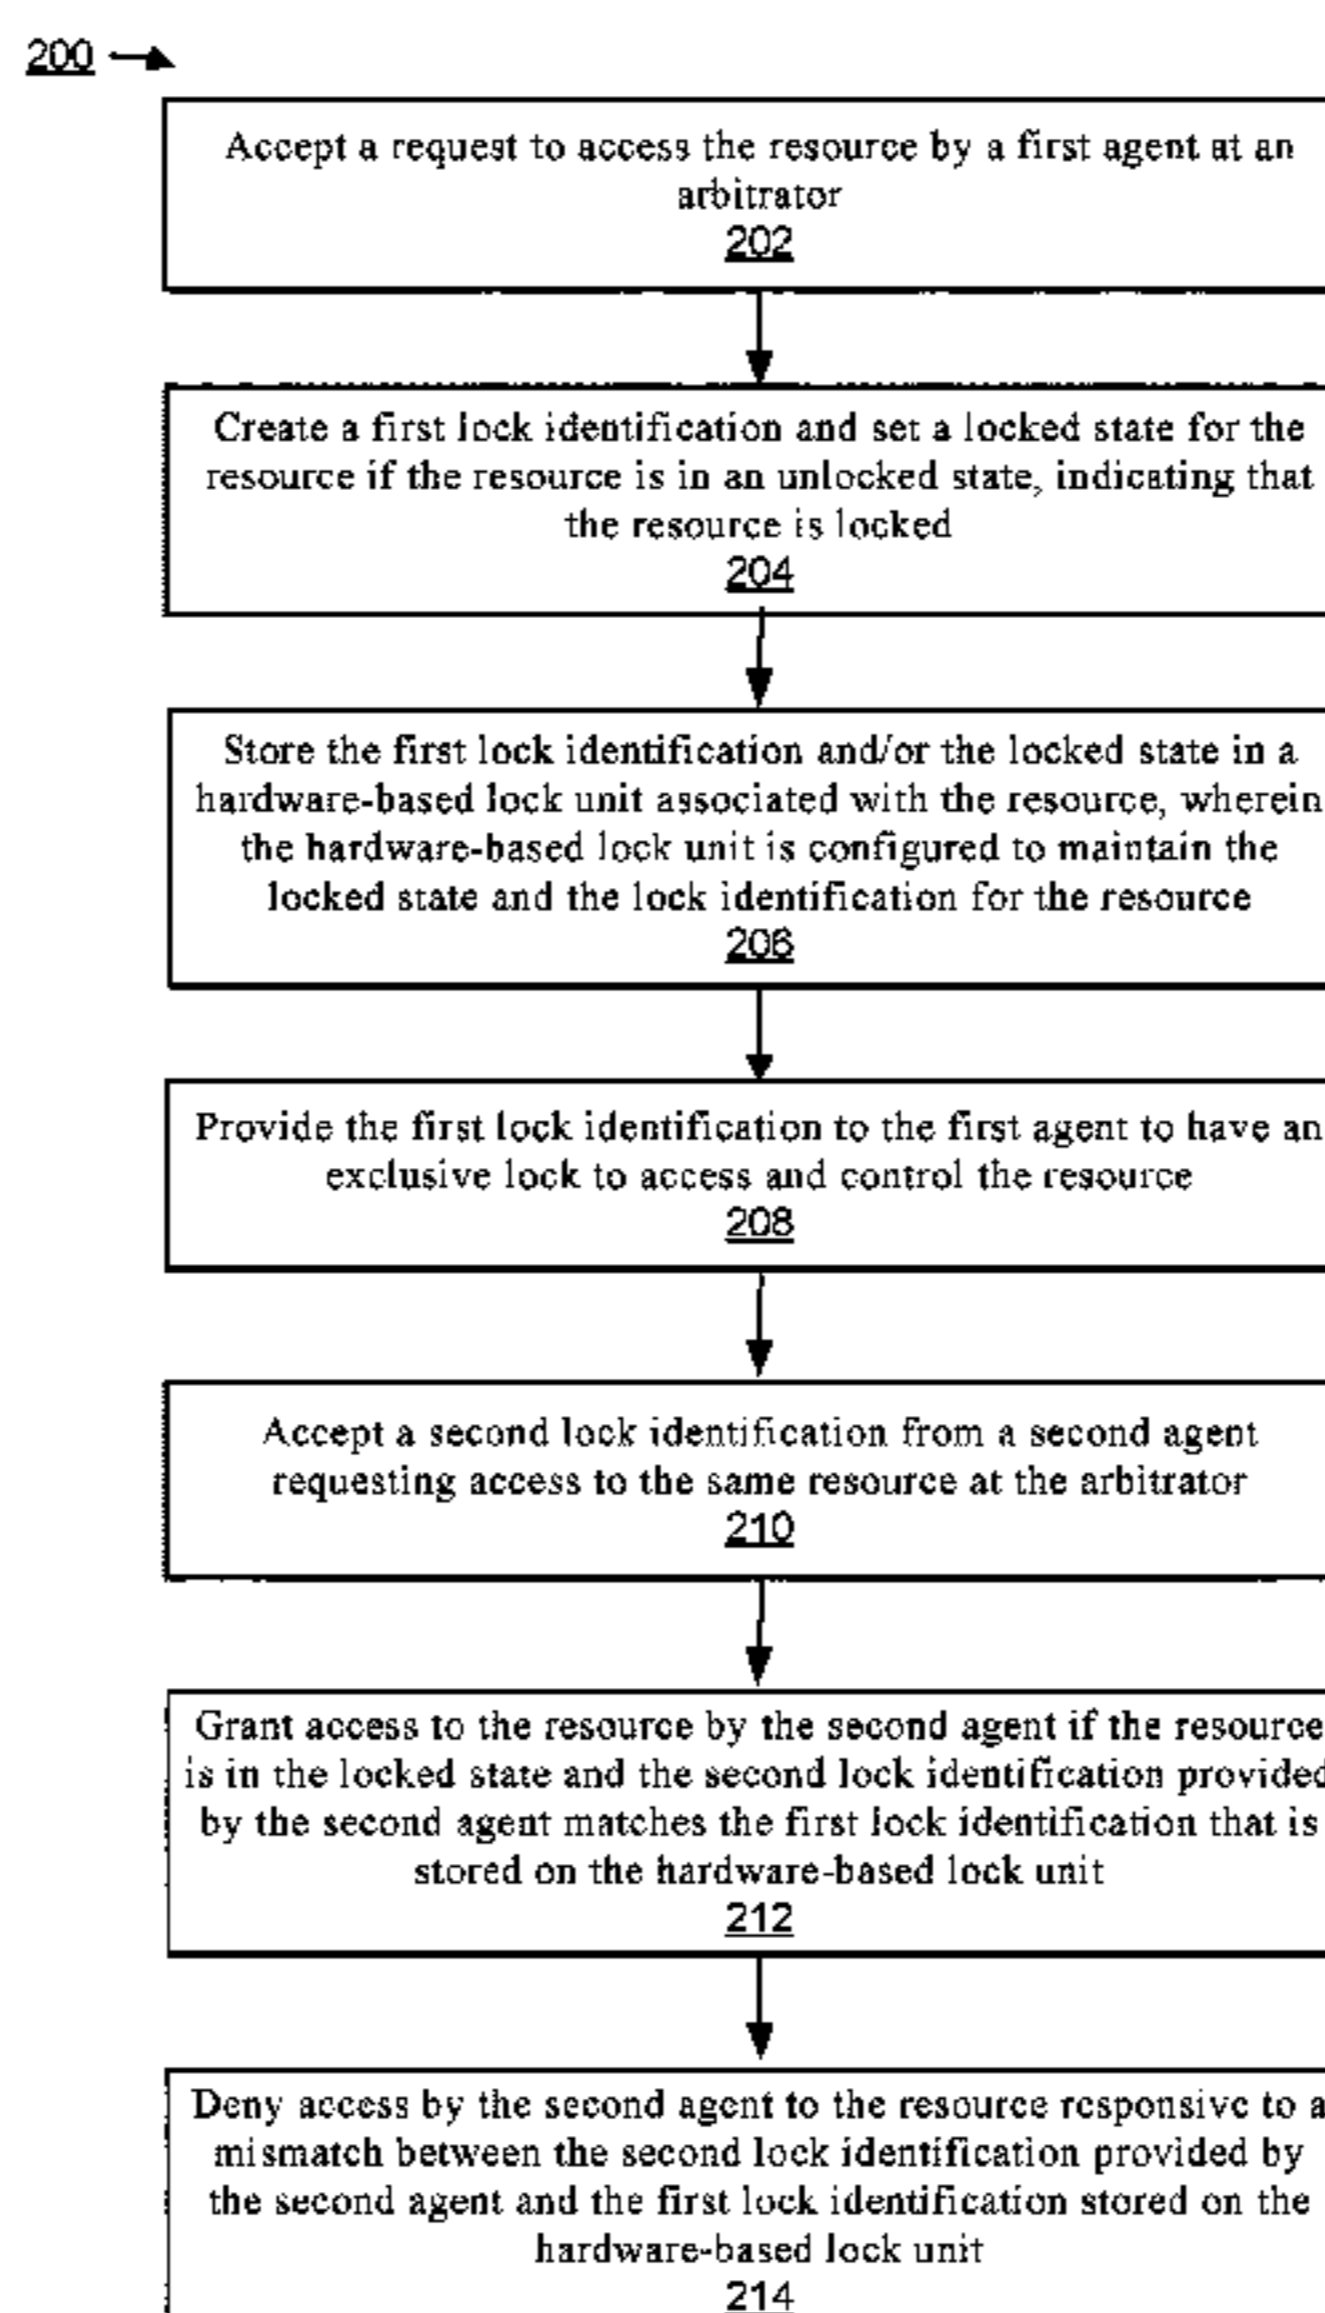 200
Accept a request to access the resource by a first agent at an
arbitrator
202
Create a first lock identification and set a locked state for the
resource if the resource is in an unlocked state, indicating that
the resource is locked
204
Store the first lock identification and/or the locked state in a
hardware-based lock unit associated with the resource, wherein
the hardware-based lock unit is configured to maintain the
locked state and the lock identification for the resource
206
Provide the first lock identification to the first agent to have an
exclusive lock to access and control the resource
208
Accept a second lock identification from a second agent
requesting access to the same resource at the arbitrator
210
Grant access to the resource by the second agent if the resource
is in the locked state and the second lock identification provided
by the second agent matches the first lock identification that is
stored on the hardware-based lock unit
212
Deny access by the second agent to the resource responsive to a
mismatch between the second lock identification provided by
the second agent and the first lock identification stored on the
hardware-based lock unit
214